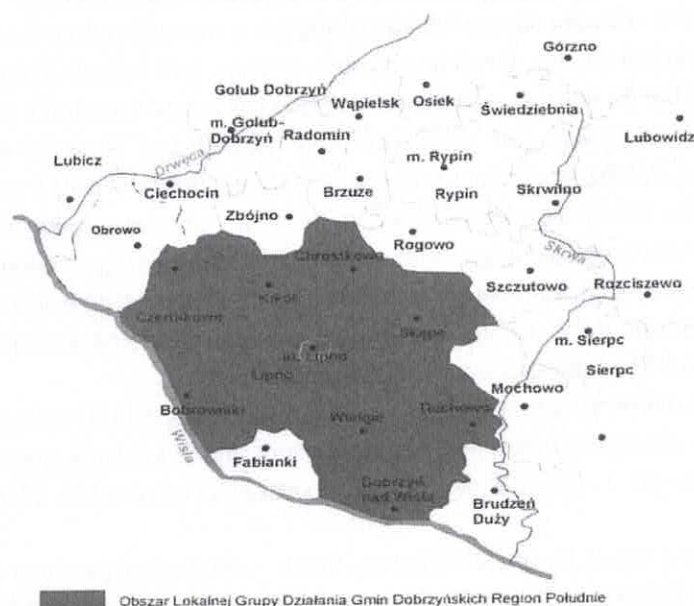 Górzno
Golub Dobrzyń
Wąpielsk
Osiek
Świedziebnia
m. Golub-
Dobrzyń
Radomin
Lubowidz
Lubicz
Drwęca
m. Rypin
Ciechocin
Brzuze
Rypin
Skrwilno
Zbójno
Obrowo
Rogowo
Skrwa
Chrostkowo
Szczutowo
Rozciszewo
Kikół
Czernikowo
Skępe
m. Sierpc
m. Lipno
Lipno
Sierpc
Mochowo
Bobrowniki
Tłuchowo
Wielgie
Wisła
Fabianki
Dobrzyń
nad Wisłą
Brudzeń
Duży
Obszar Lokalnej Grupy Działania Gmin Dobrzyńskich Region Południe